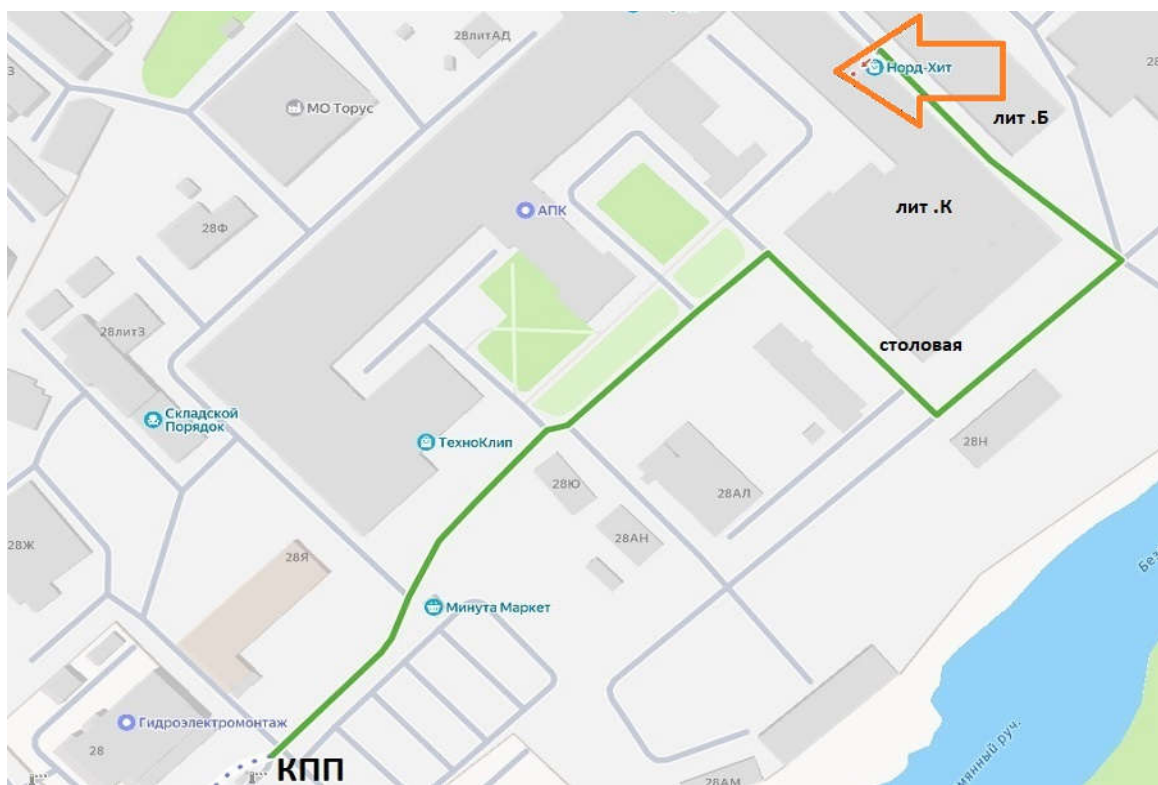 28литАД
Норд-Хит
МО Торус
лит .Б
28Ф
АПК
лит .К
28литЗ
столовая
Складской
Порядок
ТехноКлип
28Н
28Ю
28АЛ
28АН
28Ж
28Я
Минута Маркет
Гидроэлектромонтаж
28
КПП
28АМ